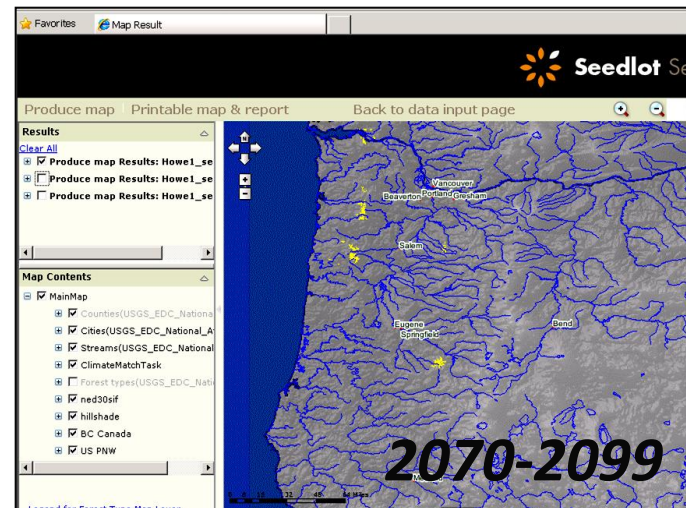 Favorites
Map Result
Seedlot Se
Produce map Printable map & report Back to data input page
Results
Clear All
Produce map Results: Howe1_se
Produce map Results: Howe1_se
Produce map Results: Howe1_se
Map Contents
MainMap
Counties(USGS_EDC_Nationa
Cities(USGS_EDC_National_A
Streams(USGS_EDC_National
ClimateMatchTask
Forest types(USGS_EDC_Nati
ned30sif
hillshade
BC Canada
US PNW
Vancouver
Beaverton Portland Gresham
Salem
Eugene
Springfield
Bend
2070-2099